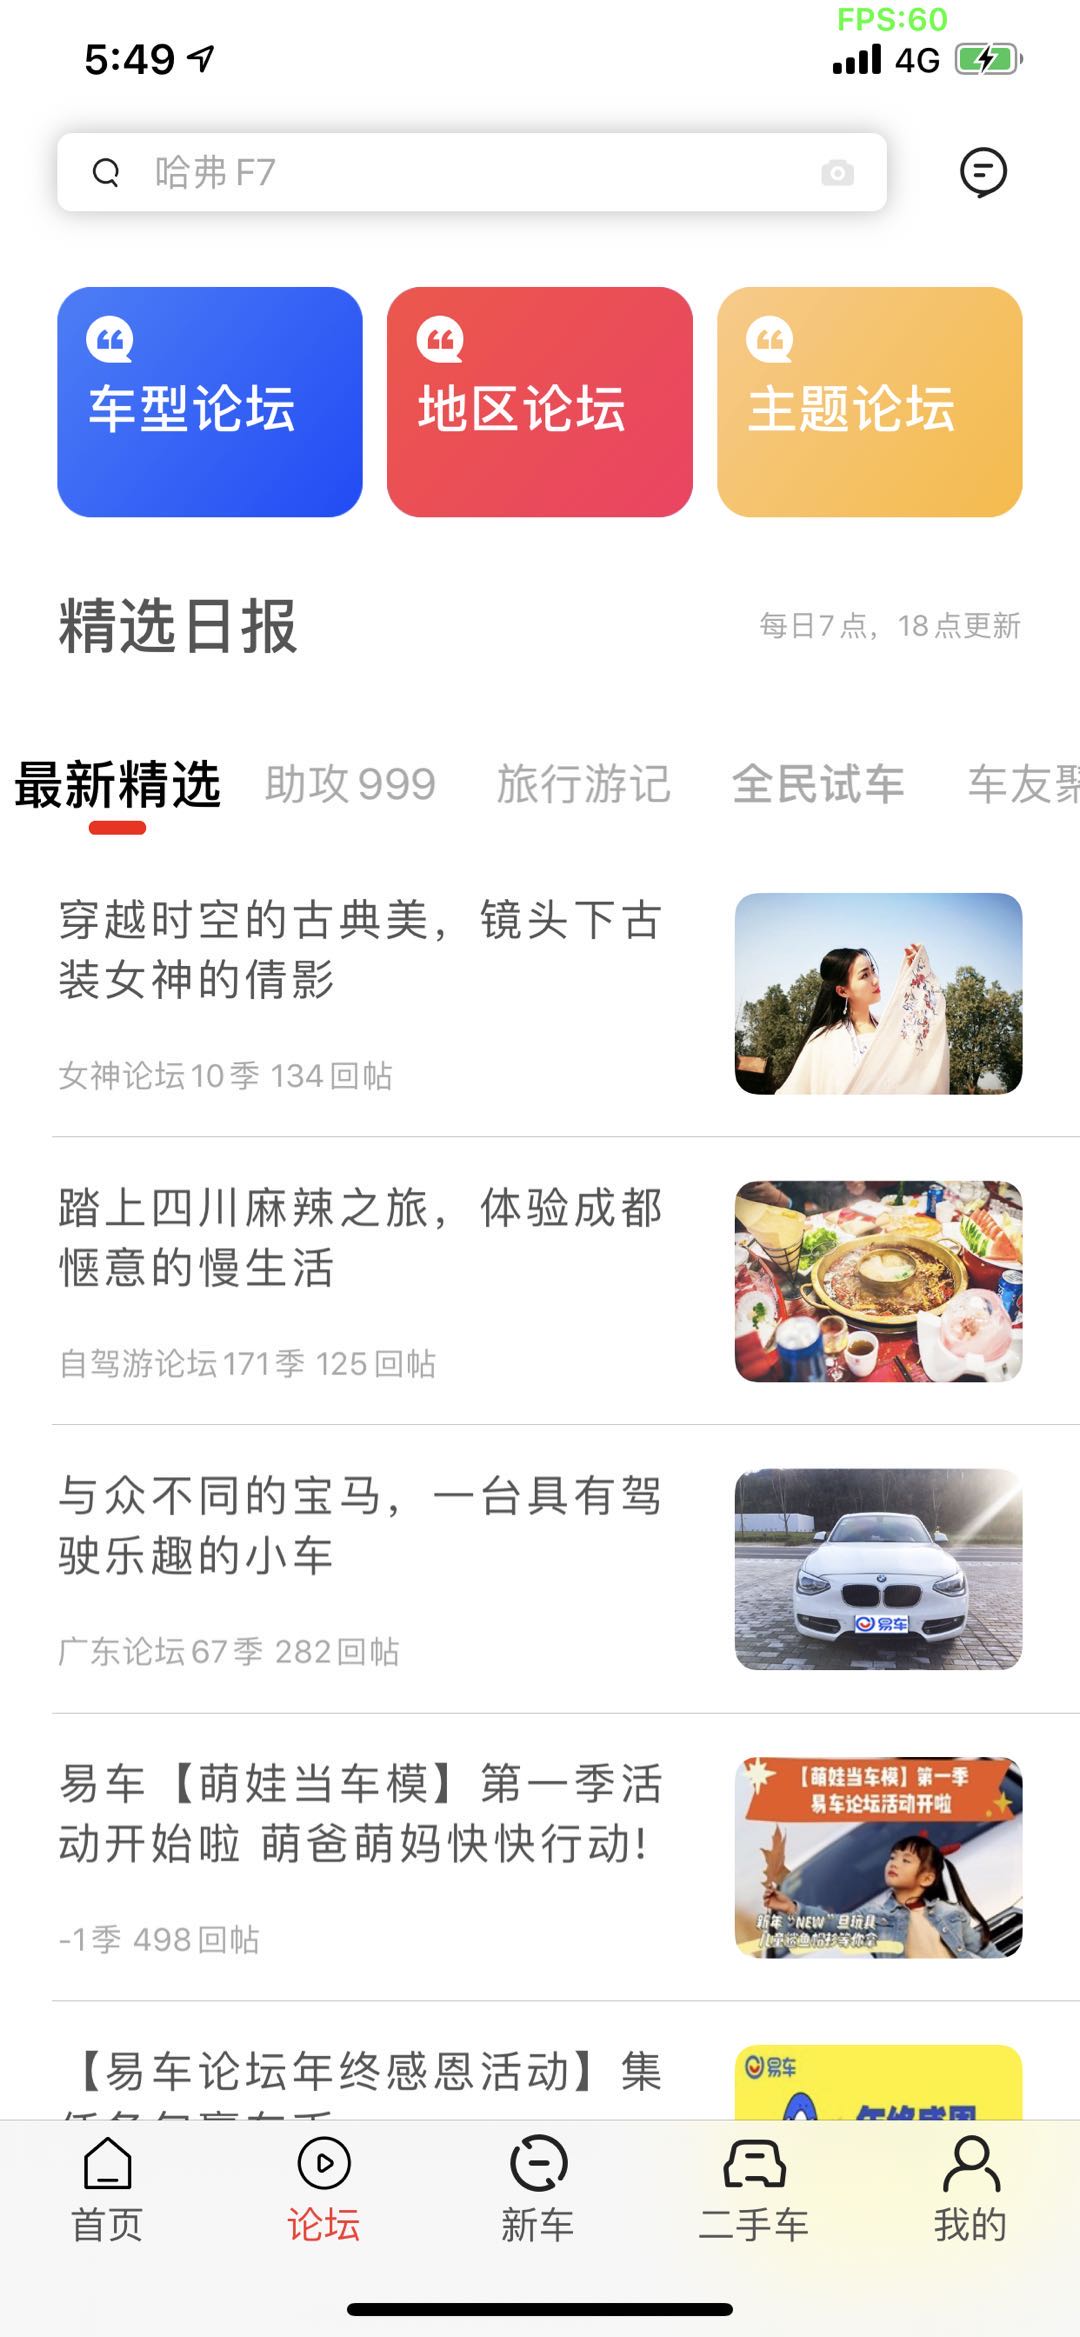 FPS:60
5:49
4G
哈弗 F7
车型论坛
地区论坛
主题论坛
精选日报
每日7点，18点更新
最新精选
助攻999
旅行游记
全民试车
车友聚
穿越时空的古典美，镜头下古
装女神的倩影
女神论坛10季 134回帖
踏上四川麻辣之旅，体验成都
惬意的慢生活
自驾游论坛171季 125回帖
与众不同的宝马，一台具有驾
驶乐趣的小车
易车
广东论坛67季 282回帖
易车【萌娃当车模】第一季活
动开始啦 萌爸萌妈快快行动!
【萌娃当车模】第一季
易车论坛活动开啦
新年“NEW”旦玩具
-1季 498回帖
【易车论坛年终感恩活动】集
易车
年终感恩
首页
论坛
新车
二手车
我的